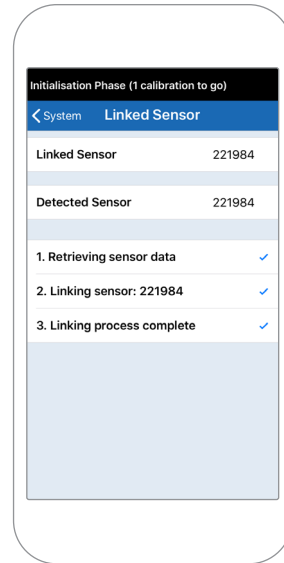 Initialisation Phase (1 calibration to go)
System Linked Sensor
Linked Sensor 221984
Detected Sensor 221984
1. Retrieving sensor data
2. Linking sensor: 221984
3. Linking process complete